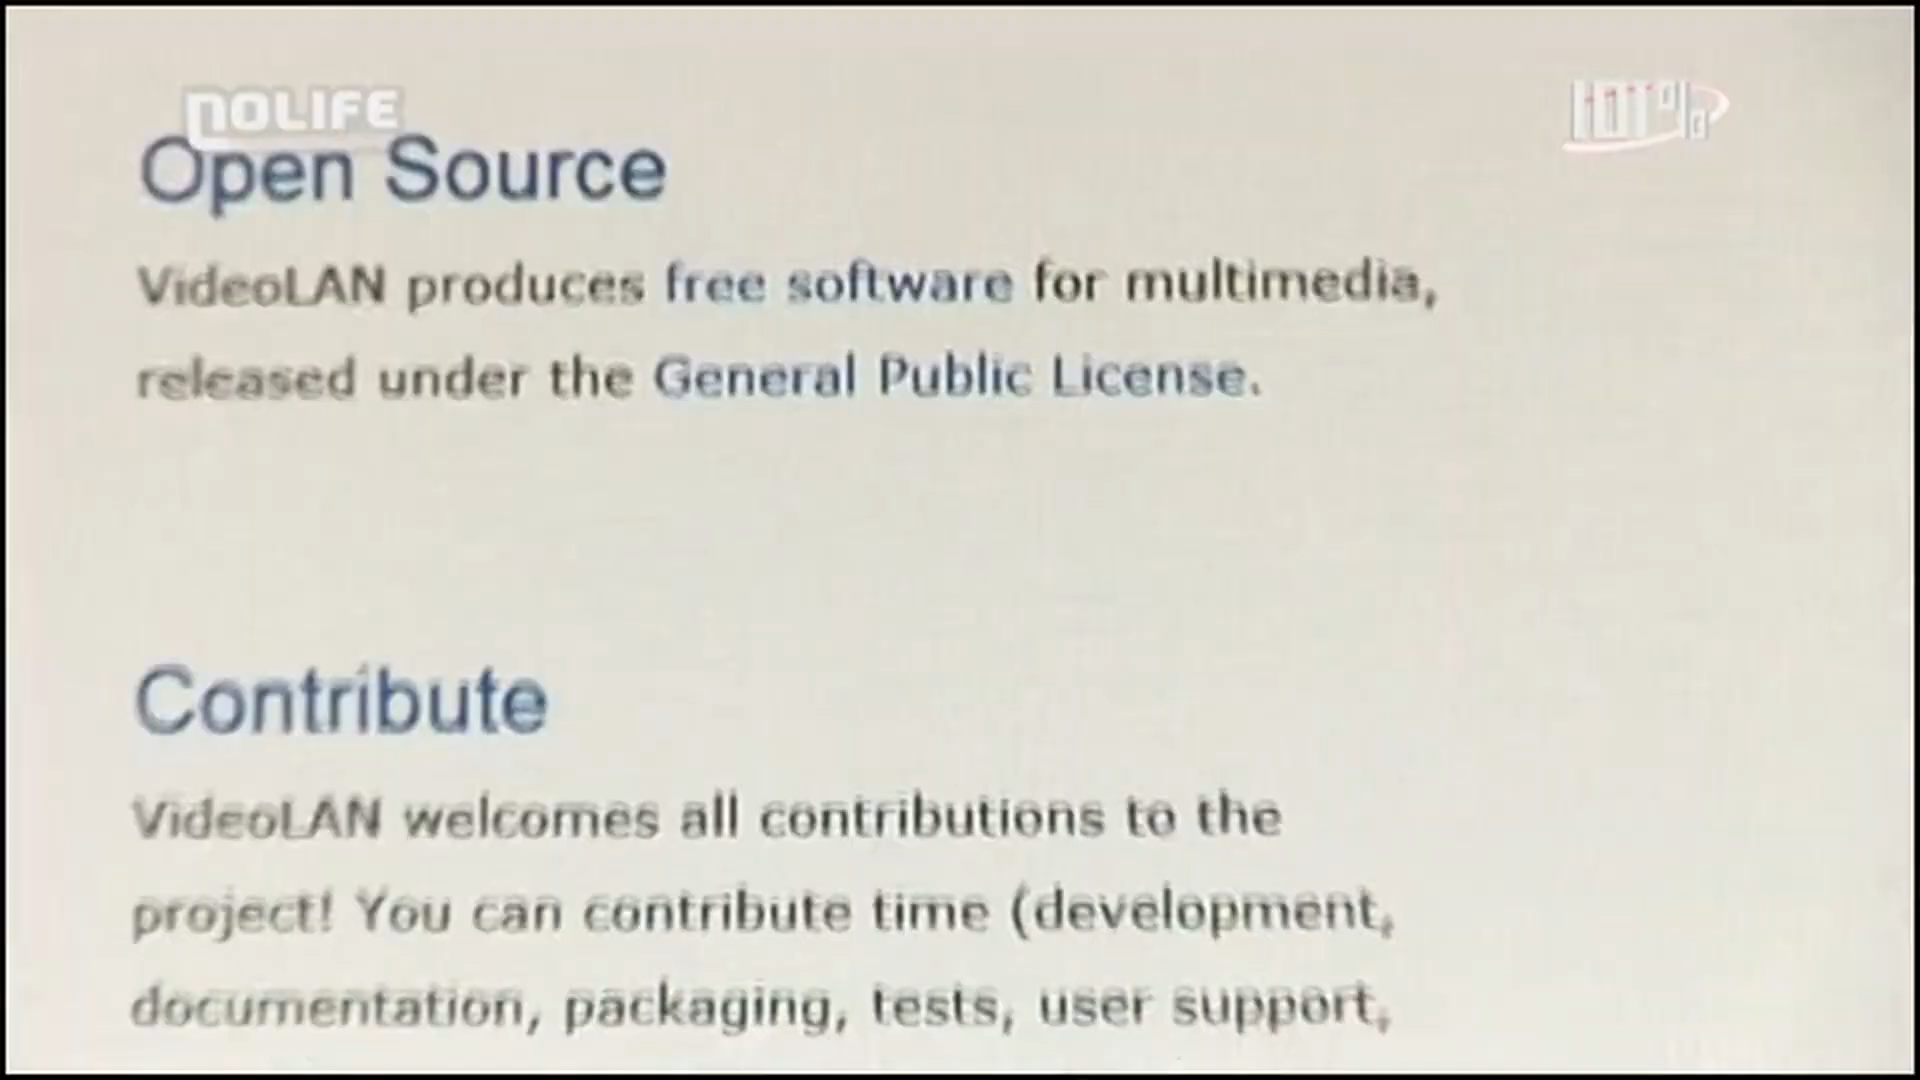 NOLIFE
101%
Open Source
VideoLAN produces free software for multimedia,
released under the General Public License.
Contribute
VideoLAN welcomes all contributions to the
project! You can contribute time (development,
documentation, packaging, tests, user support,